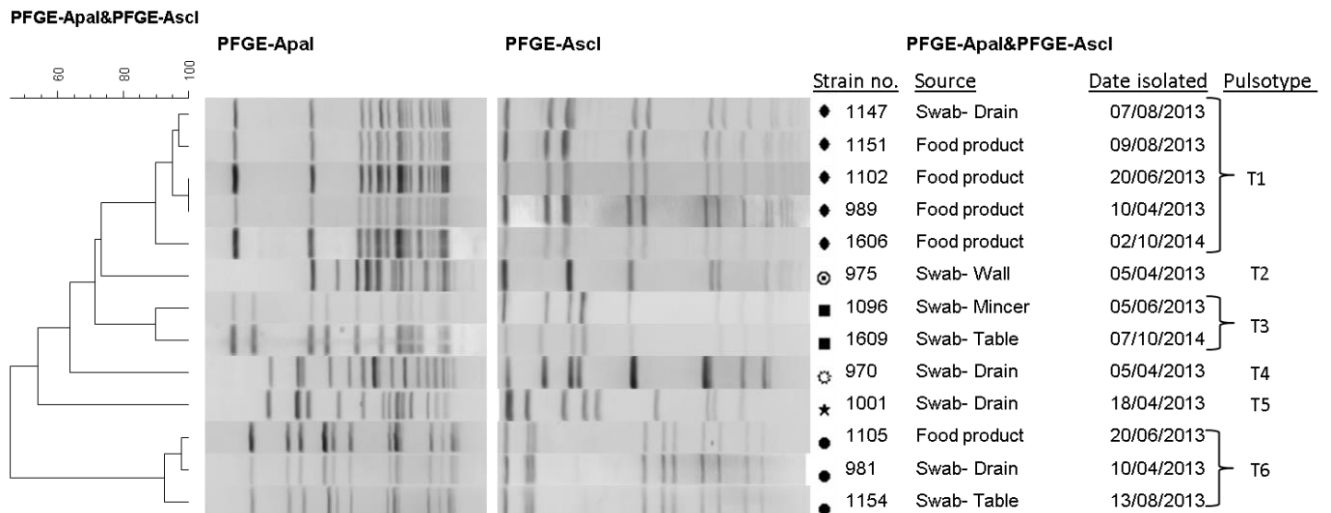 PFGE-ApaI&PFGE-AscI
PFGE-ApaI PFGE-AscI PFGE-ApaI&PFGE-AscI
60 80 100
Strain no. Source Date isolated Pulsotype
1147 Swab- Drain 07/08/2013
1151 Food product 09/08/2013
1102 Food product 20/06/2013 T1
989 Food product 10/04/2013
1606 Food product 02/10/2014
975 Swab- Wall 05/04/2013 T2
1096 Swab- Mincer 05/06/2013
T3
1609 Swab- Table 07/10/2014
970 Swab- Drain 05/04/2013 T4
1001 Swab- Drain 18/04/2013 T5
1105 Food product 20/06/2013
981 Swab- Drain 10/04/2013 T6
1154 Swab- Table 13/08/2013